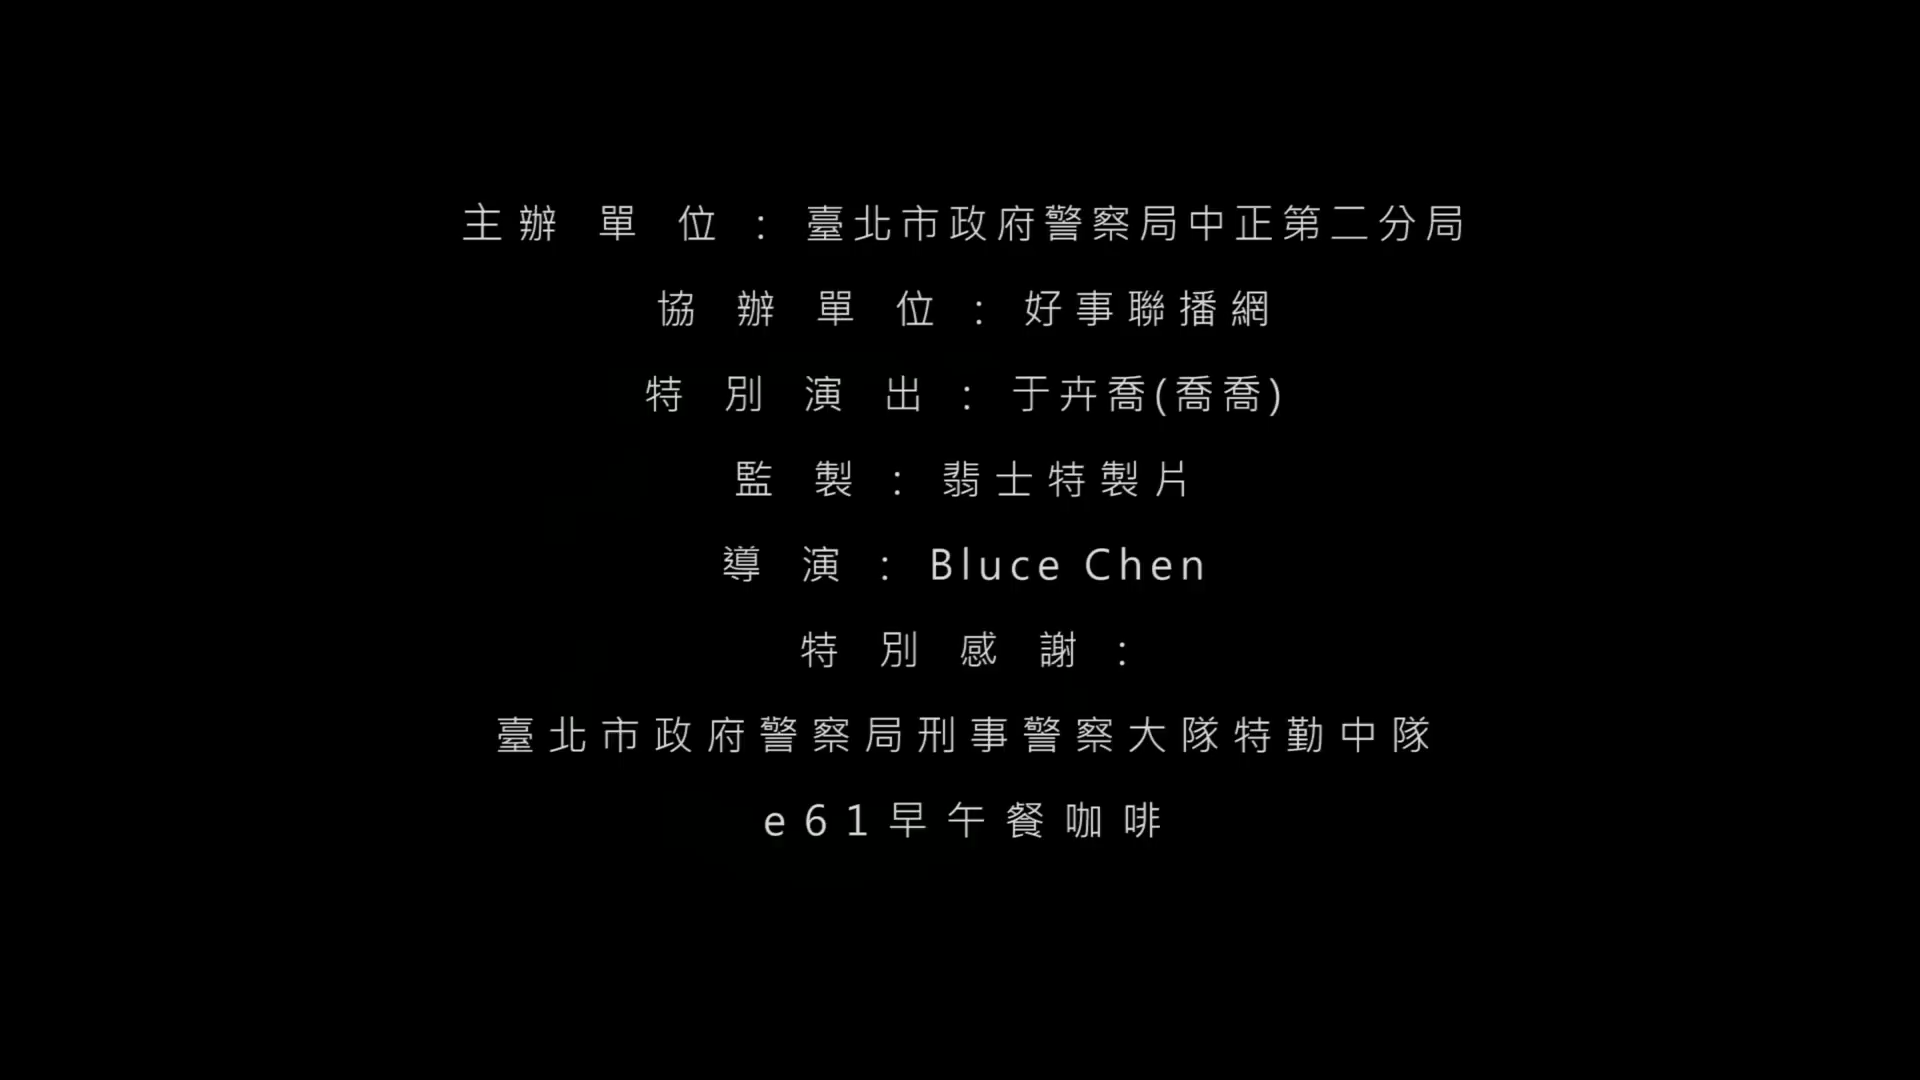 主辦單位：臺北市政府警察局中正第二分局
協辦單位：好事聯播網
特別演出：于卉喬(喬喬)
監製：翡士特製片
導演：Bluce Chen
特別感謝：
臺北市政府警察局刑事警察大隊特勤中隊
e61早午餐咖啡